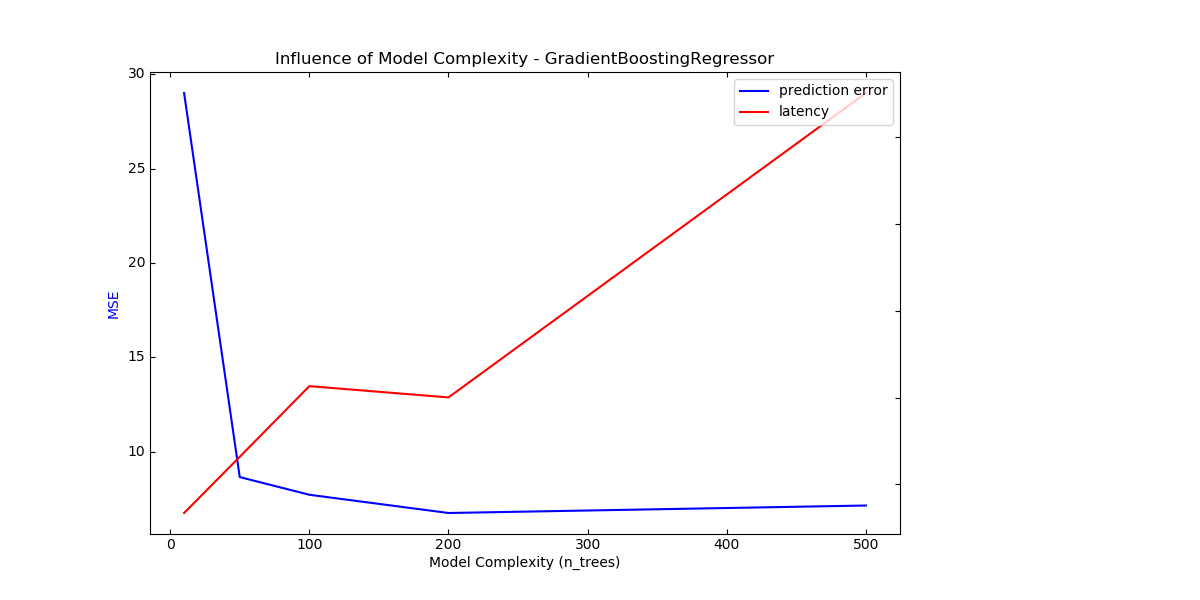 Influence of Model Complexity - GradientBoostingRegressor
prediction error
latency
30
25
20
15
10
MSE
0 100 200 300 400 500
Model Complexity (n_trees)